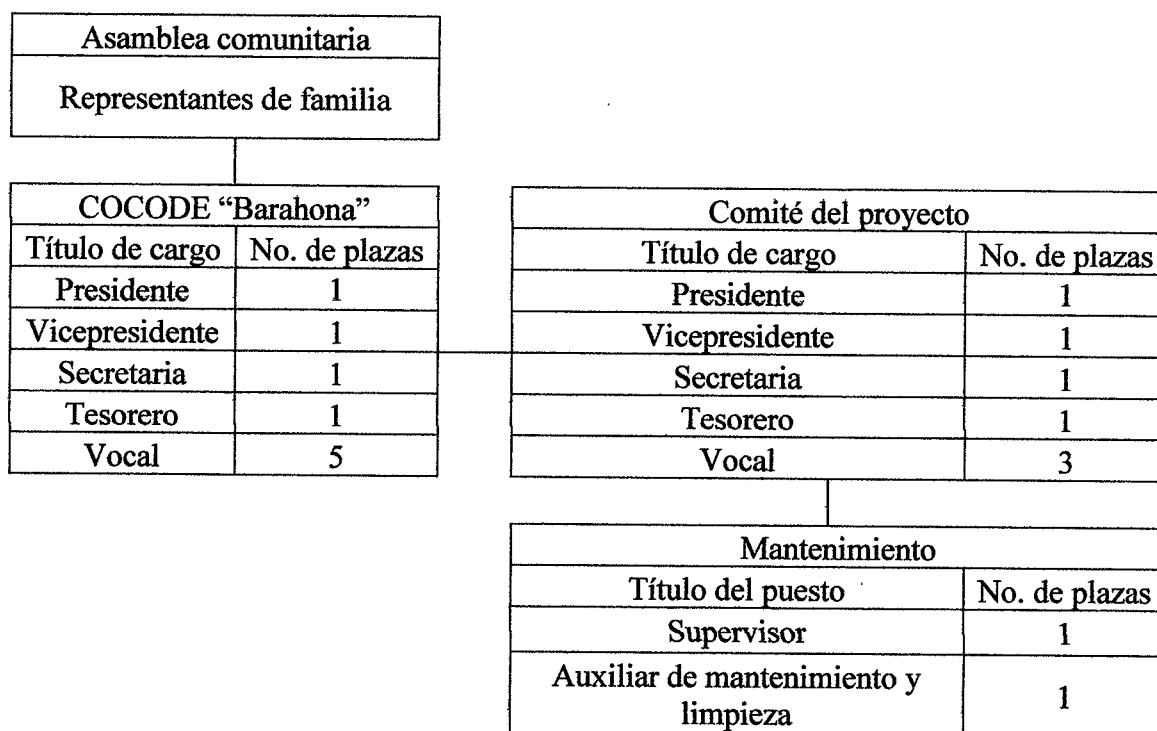 Asamblea comunitaria
Representantes de familia
COCODE “Barahona”
Título de cargo No. de plazas
Presidente 1
Vicepresidente 1
Secretaria 1
Tesorero 1
Vocal 5
Comité del proyecto
Título de cargo No. de plazas
Presidente 1
Vicepresidente 1
Secretaria 1
Tesorero 1
Vocal 3
Mantenimiento
Título del puesto No. de plazas
Supervisor 1
Auxiliar de mantenimiento y
limpieza 1